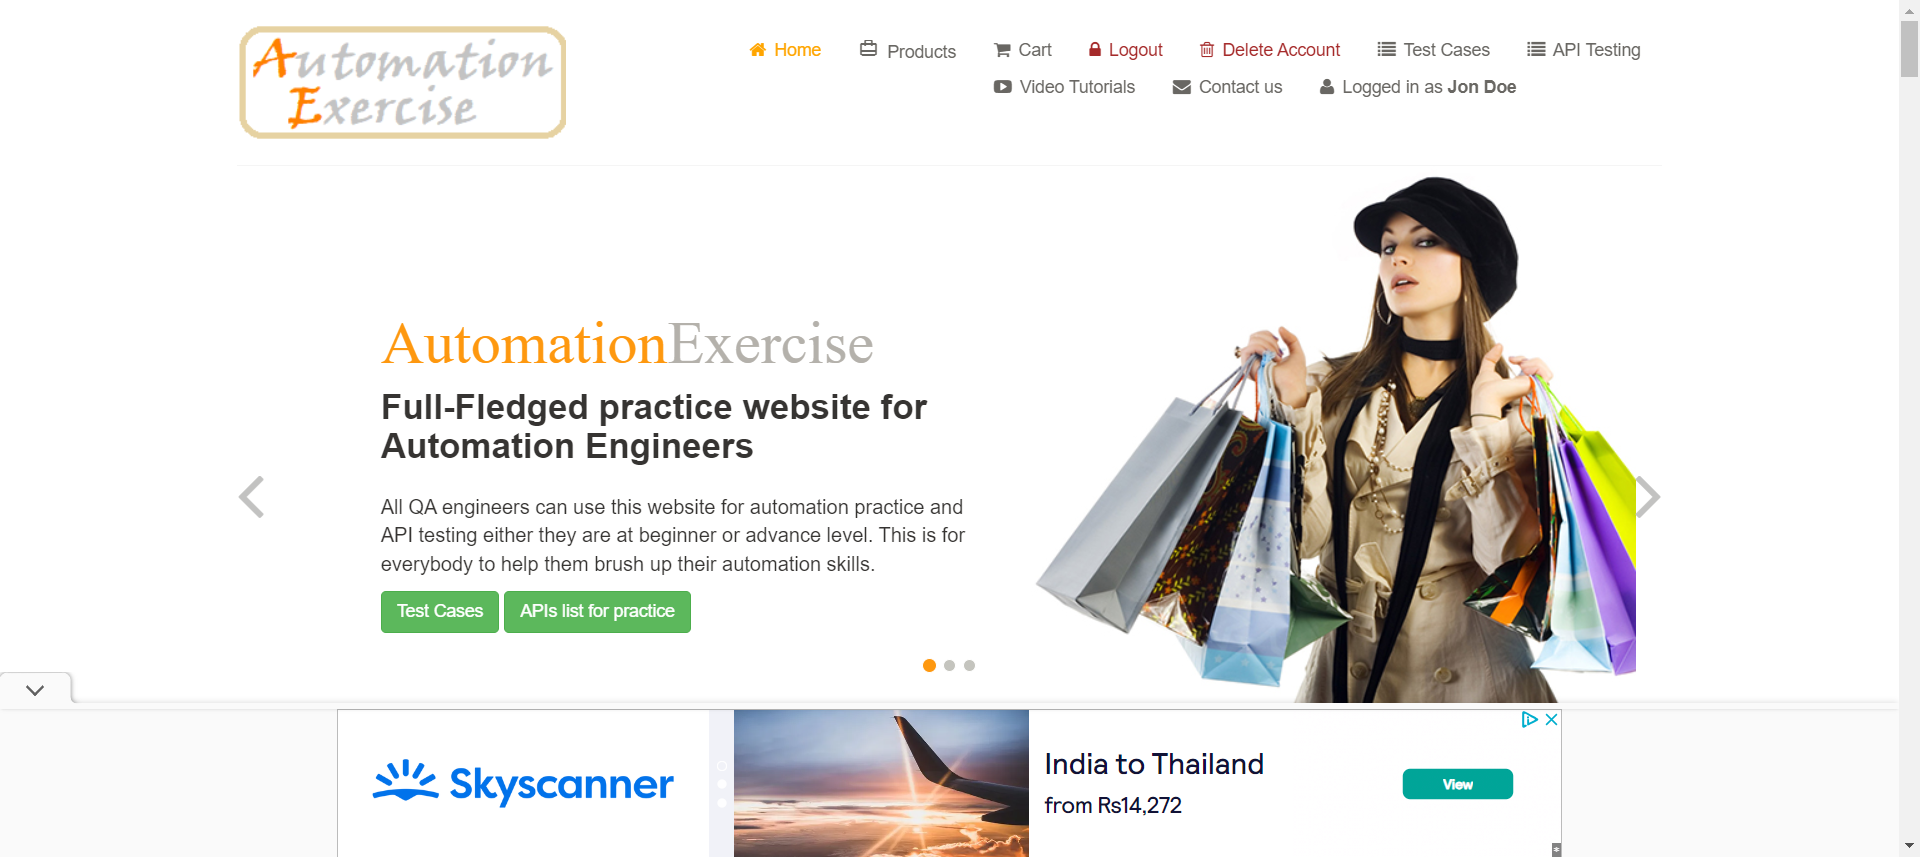 Automation
Exercise
Home
Products
Cart
Logout
Delete Account
Test Cases
API Testing
Video Tutorials
Contact us
Logged in as Jon Doe
AutomationExercise
Full-Fledged practice website for
Automation Engineers
All QA engineers can use this website for automation practice and
API testing either they are at beginner or advance level. This is for
everybody to help them brush up their automation skills.
Test Cases
APIs list for practice
Skyscanner
India to Thailand
from Rs14,272
View